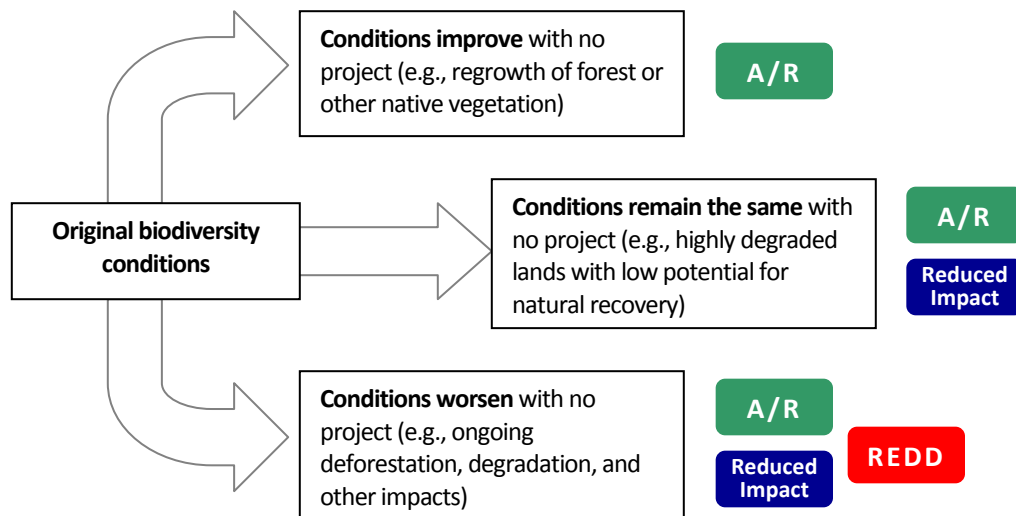 Conditions improve with no
project (e.g., regrowth of forest or
other native vegetation)
A/R
Original biodiversity
conditions
Conditions remain the same with
no project (e.g., highly degraded
lands with low potential for
natural recovery)
A/R
Reduced
Impact
Conditions worsen with no
project (e.g., ongoing
deforestation, degradation, and
other impacts)
A/R
Reduced
Impact
REDD